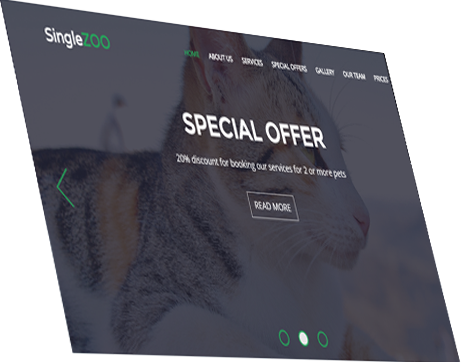 SingleZOO
HOME ABOUT US SERVICES SPECIAL OFFERS GALLERY OUR TEAM PRICES
SPECIAL OFFER
20% discount for booking our services for 2 or more pets
READ MORE